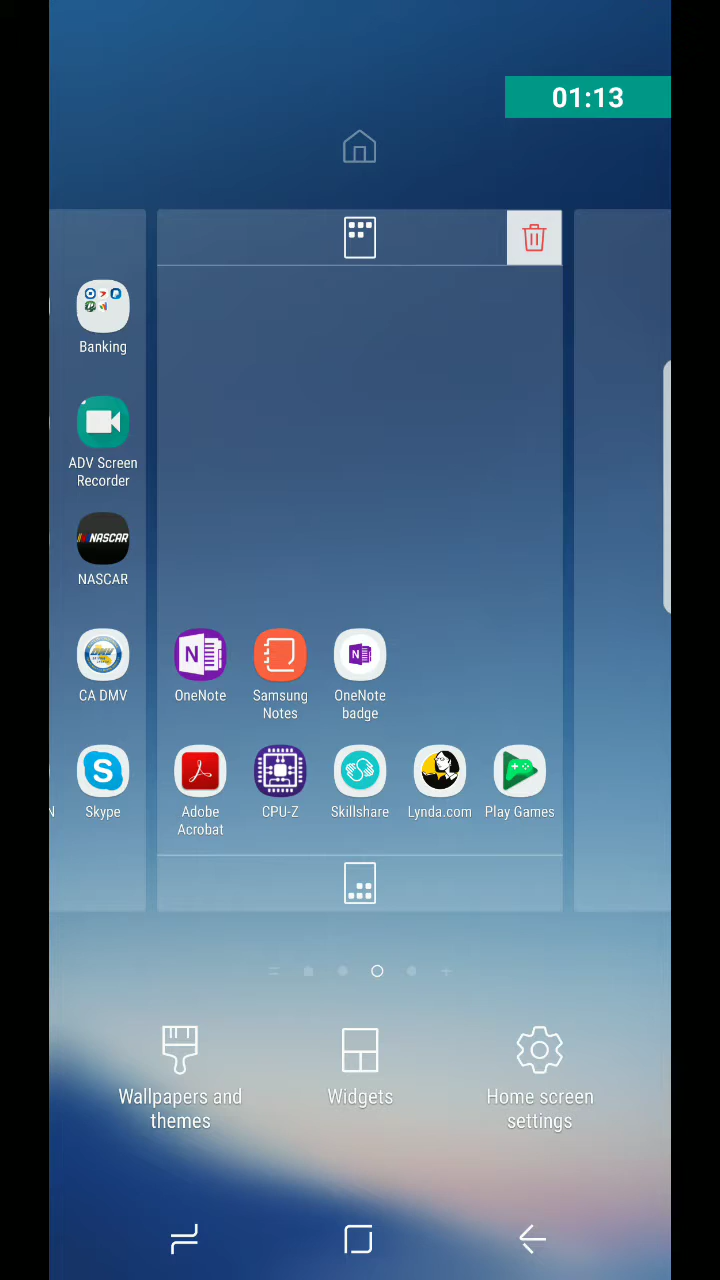 01:13
Banking
ADV Screen
Recorder
NASCAR
NASCAR
CA DMV
OneNote
Samsung
Notes
OneNote
badge
N
Skype
Adobe
Acrobat
CPU-Z
Skillshare
Lynda.com
Play Games
Wallpapers and
themes
Widgets
Home screen
settings